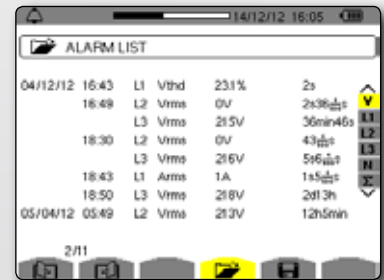 14/12/12 16:05
ALARM LIST
04/12/12 16:43 L1 Vthd 23.1% 2s
16:49 L2 Vrms 0V
L3 Vrms 215V 36min46s
V
L1
18:30 L2 Vrms 0V
L2
L3 Vrms 216V
L3
18:43 L1 Arms 1A
N
18:50 L3 Vrms 218V 2d13h
Σ
05/04/12 05:49 L2 Vrms 213V 12h5min
2/11